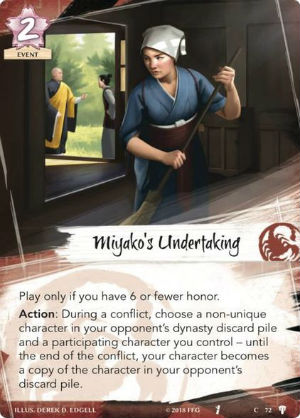 2
EVENT
Miyako's Undertaking
Play only if you have 6 or fewer honor.
Action: During a conflict, choose a non-unique
character in your opponent's dynasty discard pile
and a participating character you control – until
the end of the conflict, your character becomes
a copy of the character in your opponent's
discard pile.
ILLUS. DEREK D. EDGELL © 2018 FFG C 72